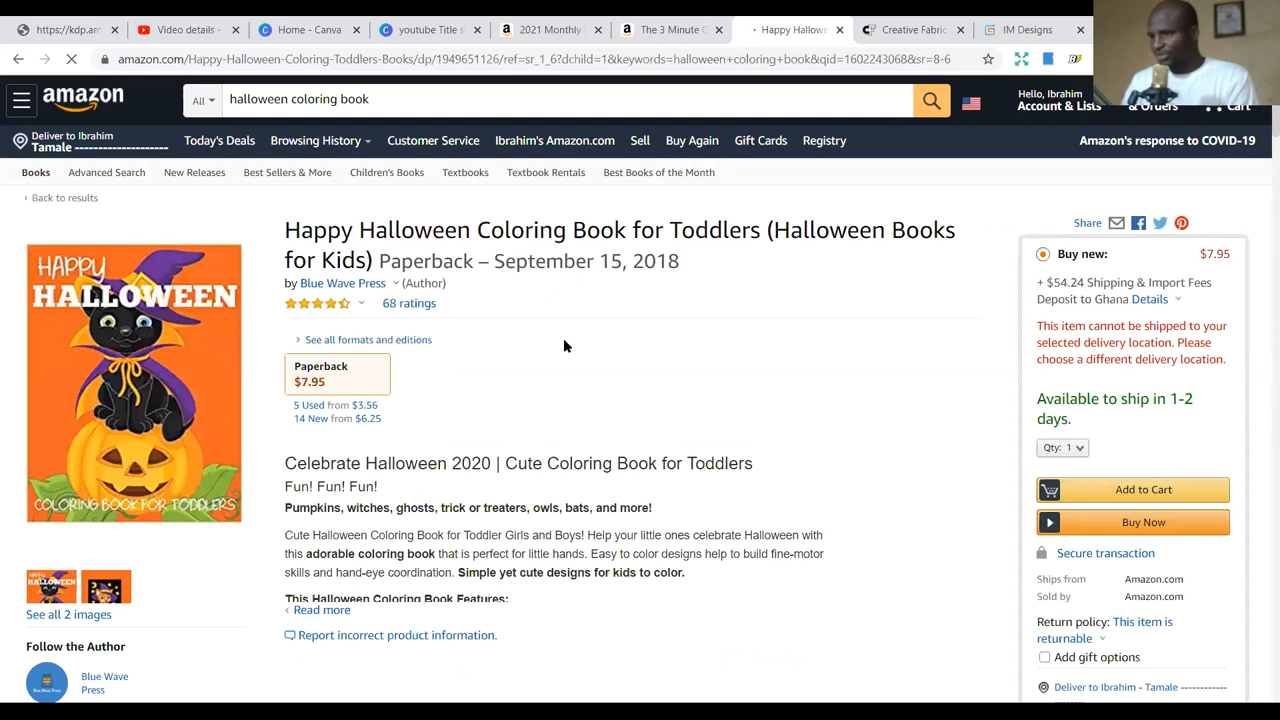 https://kdp.am
Video details -
Home - Canva
youtube Title s
2021 Monthly
The 3 Minute G
Happy Hallowe
Creative Fabric
IM Designs
amazon.com/Happy-Halloween-Coloring-Toddlers-Books/dp/1949651126/ref=sr_1_6?dchild=1&keywords=halloween+coloring+book&qid=1602243068&sr=8-6
amazon
All
halloween coloring book
Hello, Ibrahim
Account & Lists
& Orders
Cart
Deliver to Ibrahim
Tamale --------------------
Today's Deals
Browsing History
Customer Service
Ibrahim's Amazon.com
Sell
Buy Again
Gift Cards
Registry
Amazon's response to COVID-19
Books
Advanced Search
New Releases
Best Sellers & More
Children's Books
Textbooks
Textbook Rentals
Best Books of the Month
‹ Back to results
Happy Halloween Coloring Book for Toddlers (Halloween Books
for Kids) Paperback – September 15, 2018
by Blue Wave Press (Author)
68 ratings
See all formats and editions
Paperback
$7.95
5 Used from $3.56
14 New from $6.25
Celebrate Halloween 2020 | Cute Coloring Book for Toddlers
Fun! Fun! Fun!
Pumpkins, witches, ghosts, trick or treaters, owls, bats, and more!
Cute Halloween Coloring Book for Toddler Girls and Boys! Help your little ones celebrate Halloween with
this adorable coloring book that is perfect for little hands. Easy to color designs help to build fine-motor
skills and hand-eye coordination. Simple yet cute designs for kids to color.
This Halloween Coloring Book Features:
Read more
Report incorrect product information.
HAPPY
HALLOWEEN
COLORING BOOK FOR TODDLERS
HAPPY
HALLOWEEN
See all 2 images
Follow the Author
Blue Wave
Press
Share
Buy new:
$7.95
+ $54.24 Shipping & Import Fees
Deposit to Ghana Details
This item cannot be shipped to your
selected delivery location. Please
choose a different delivery location.
Available to ship in 1-2
days.
Qty: 1
Add to Cart
Buy Now
Secure transaction
Ships from Amazon.com
Sold by Amazon.com
Return policy: This item is
returnable
Add gift options
Deliver to Ibrahim - Tamale -----------